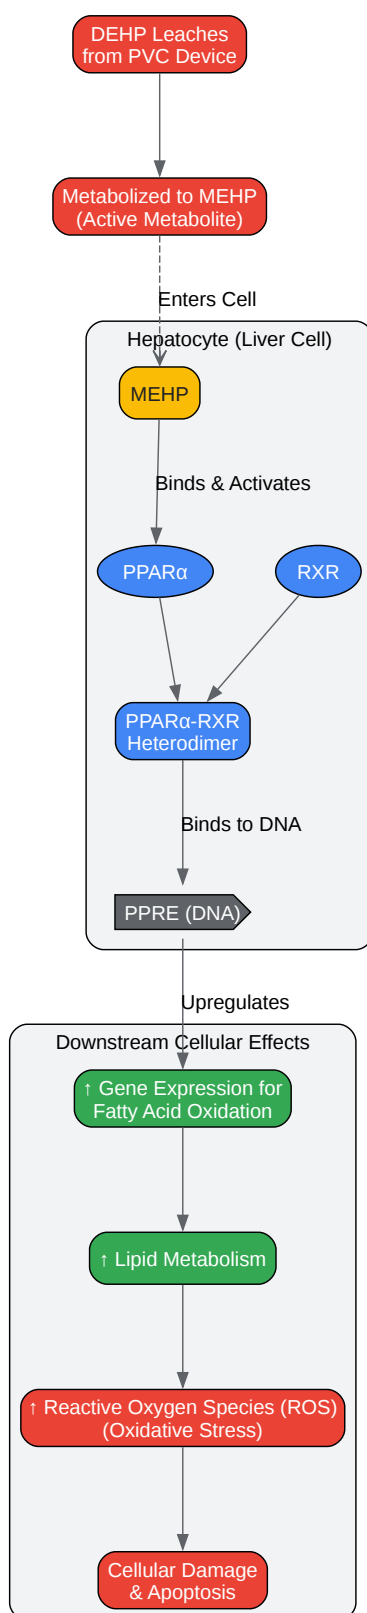 DEHP Leaches
from PVC Device
Metabolized to MEHP
(Active Metabolite)
Enters Cell
Hepatocyte (Liver Cell)
MEHP
Binds & Activates
PPARα
RXR
PPARα-RXR
Heterodimer
Binds to DNA
PPRE (DNA)
Upregulates
Downstream Cellular Effects
↑ Gene Expression for
Fatty Acid Oxidation
↑ Lipid Metabolism
↑ Reactive Oxygen Species (ROS)
(Oxidative Stress)
Cellular Damage
& Apoptosis